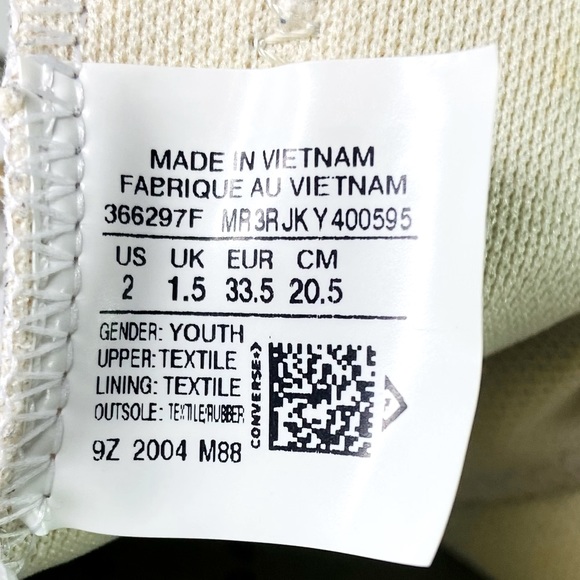 MADE IN VIETNAM
FABRIQUE AU VIETNAM
366297F MR3RJKY400595
US UK EUR CM
2 1.5 33.5 20.5
GENDER: YOUTH
UPPER: TEXTILE
LINING: TEXTILE
OUTSOLE: TEXTILE/RUBBER
CONVERSE
9Z 2004 M88